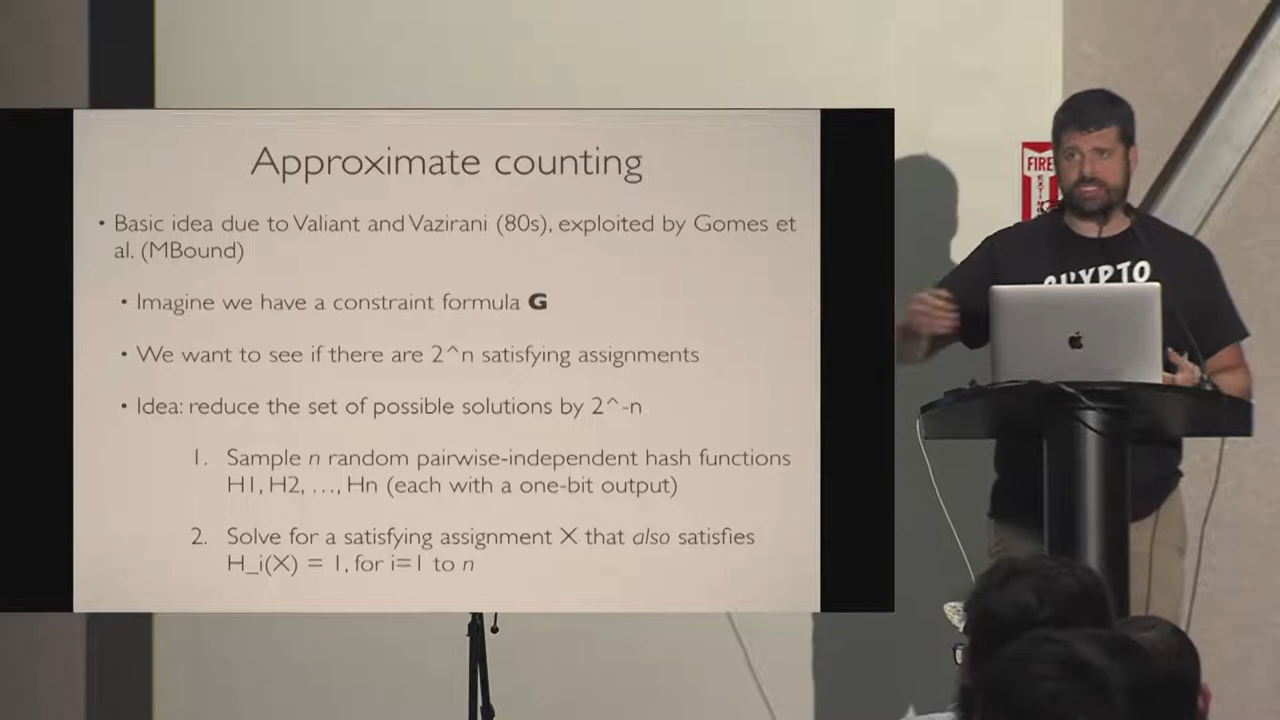 Approximate counting
• Basic idea due to Valiant and Vazirani (80s), exploited by Gomes et
al. (MBound)
• Imagine we have a constraint formula G
• We want to see if there are 2^n satisfying assignments
• Idea: reduce the set of possible solutions by 2^-n
1. Sample n random pairwise-independent hash functions
H1, H2, …, Hn (each with a one-bit output)
2. Solve for a satisfying assignment X that also satisfies
H_i(X) = 1, for i=1 to n
FIRE
CRYPTO